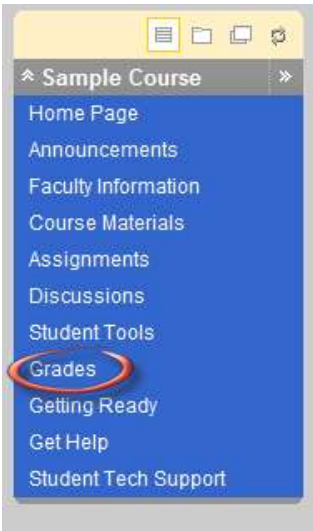 Sample Course
Home Page
Announcements
Faculty Information
Course Materials
Assignments
Discussions
Student Tools
Grades
Getting Ready
Get Help
Student Tech Support